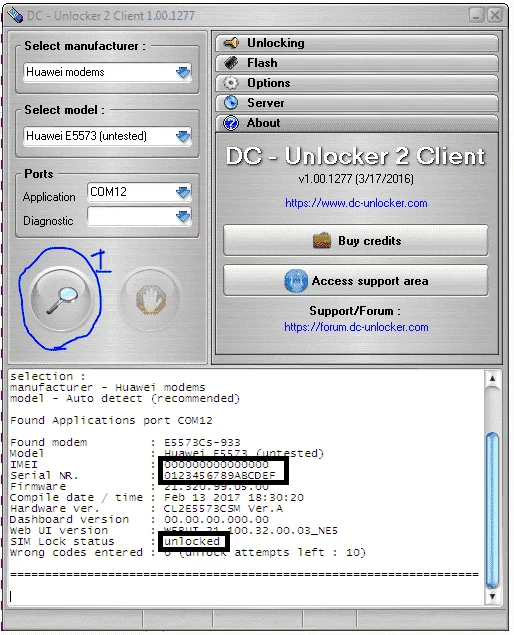 DC - Unlocker 2 Client 1.00.1277
Select manufacturer :
Huawei modems
Select model :
Huawei E5573 (untested)
Ports
Application COM12
Diagnostic
1
Unlocking
Flash
Options
Server
About
DC - Unlocker 2 Client
v1.00.1277 (3/17/2016)
https://www.dc-unlocker.com
Buy credits
Access support area
Support/Forum :
https://forum.dc-unlocker.com
selection :
manufacturer - Huawei modems
model - Auto detect (recommended)
Found Applications port COM12
Found modem : E5573Cs-933
Model : Huawei E5573 (untested)
IMEI : 000000000000000
Serial NR. : 0123456789ABCDEF
Firmware : 21.320.99.05.00
Compile date / time : Feb 13 2017 18:30:20
Hardware ver. : CL2E5573CSM Ver.A
Dashboard version : 00.00.00.000.00
Web UI version : WEBUI 21.100.32.00.03_NE5
SIM Lock status : unlocked
Wrong codes entered : 0 (unlock attempts left : 10)
===============================================================